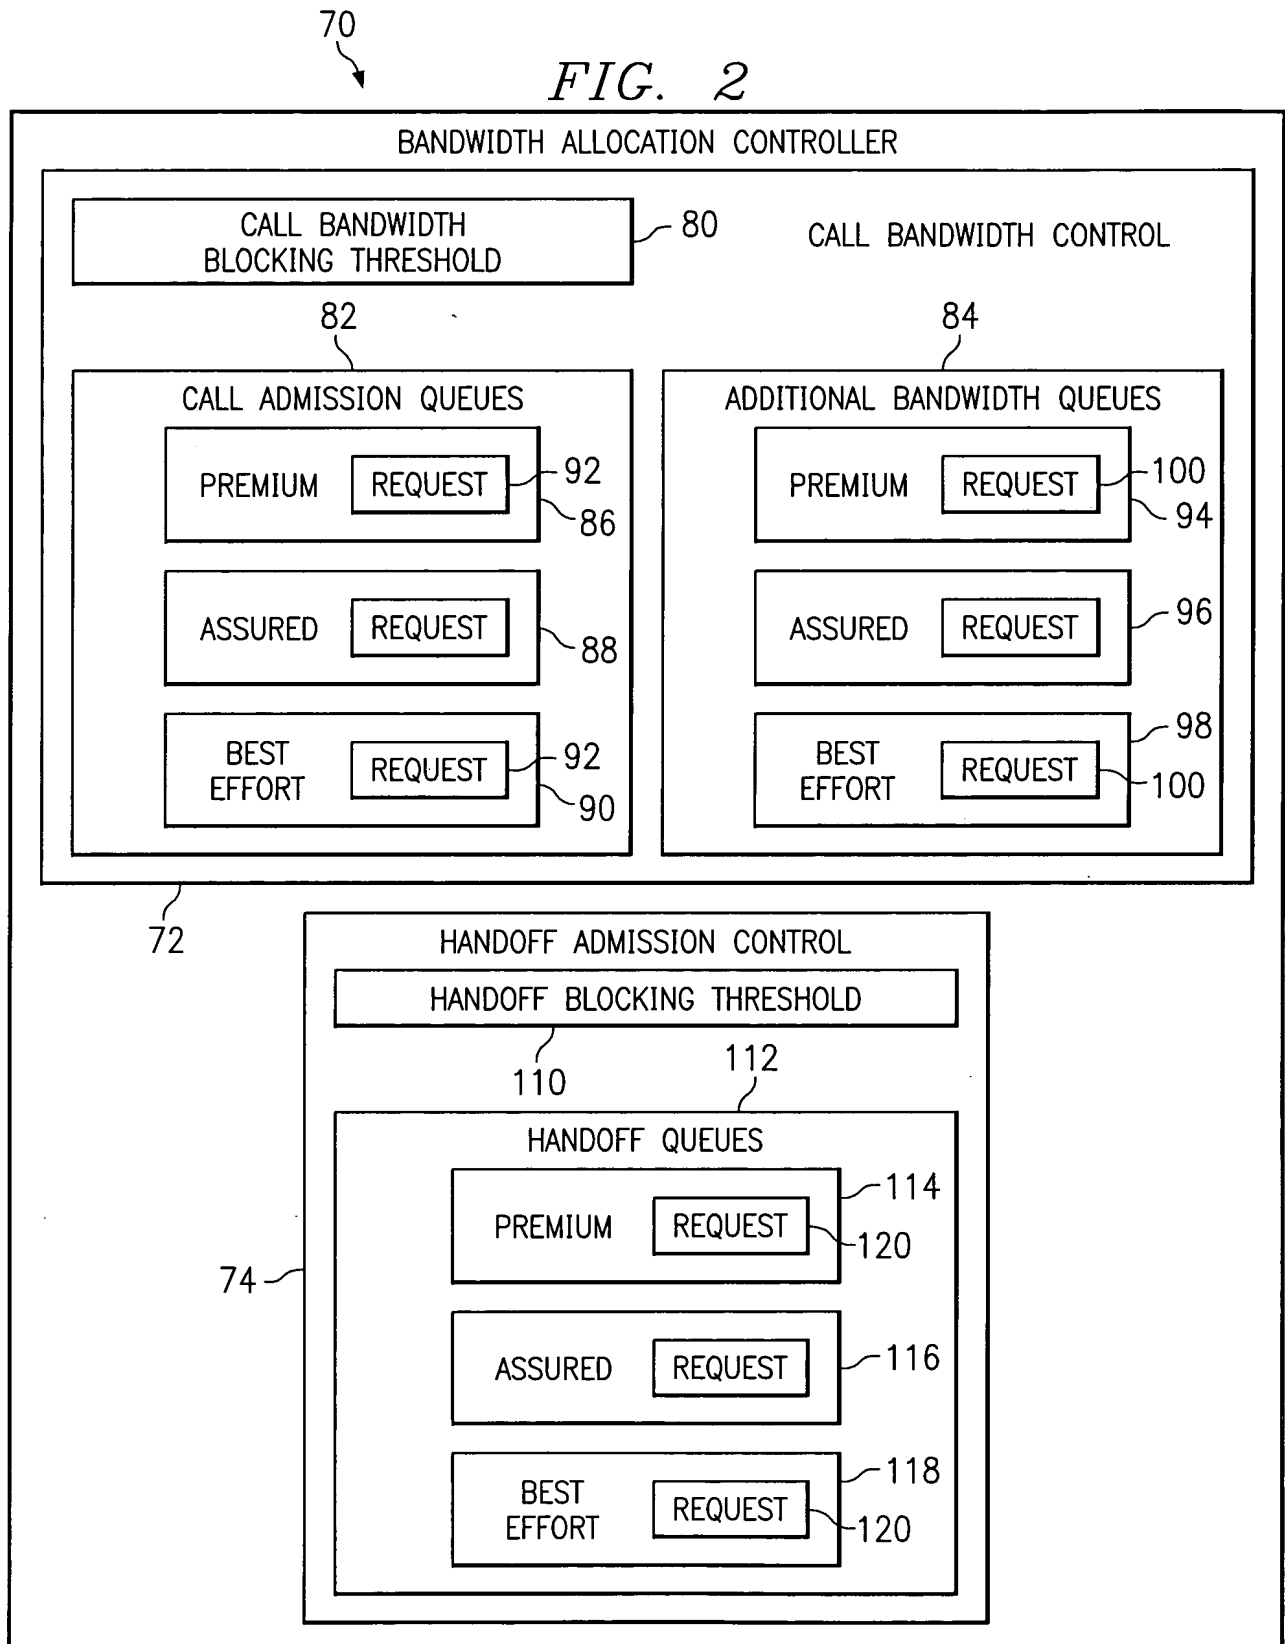 70
FIG. 2
BANDWIDTH ALLOCATION CONTROLLER
CALL BANDWIDTH
BLOCKING THRESHOLD
80
CALL BANDWIDTH CONTROL
82
84
CALL ADMISSION QUEUES
PREMIUM
REQUEST
92
86
ASSURED
REQUEST
88
BEST
EFFORT
REQUEST
92
90
ADDITIONAL BANDWIDTH QUEUES
PREMIUM
REQUEST
100
94
ASSURED
REQUEST
96
BEST
EFFORT
REQUEST
98
100
72
HANDOFF ADMISSION CONTROL
HANDOFF BLOCKING THRESHOLD
110
112
HANDOFF QUEUES
PREMIUM
REQUEST
114
120
74
ASSURED
REQUEST
116
BEST
EFFORT
REQUEST
118
120